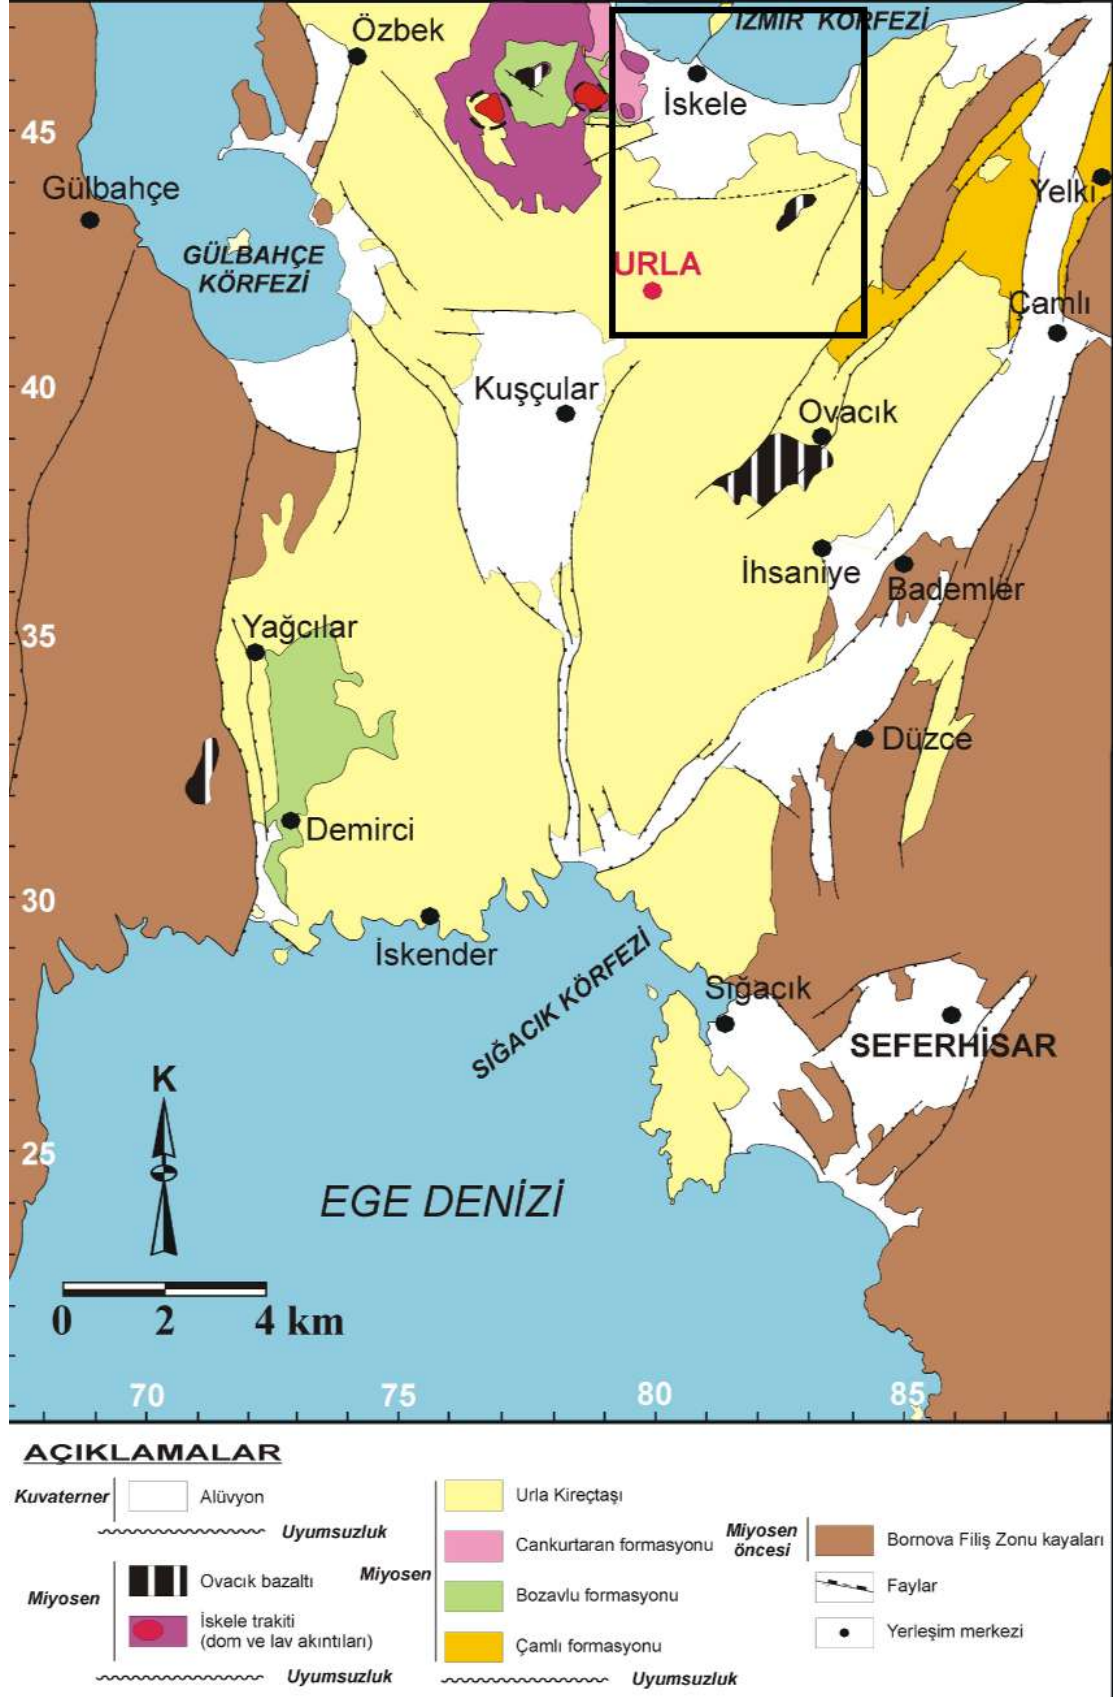 İZMİR KÖRFEZİ
Özbek
İskele
45
Gülbahçe
Yelki
GÜLBAHÇE
KÖRFEZİ
URLA
Çamlı
40
Kuşçular
Ovacık
İhsaniye
Bademler
35
Yağcılar
Düzce
Demirci
30
İskender
SIĞACIK KÖRFEZİ
Sığacık
SEFERHİSAR
K
25
EGE DENİZİ
0 2 4 km
70 75 80 85
AÇIKLAMALAR
Kuvaterner
Alüvyon
Uyumsuzluk
Miyosen
Ovacık bazaltı
İskele trakiti
(dom ve lav akıntıları)
Uyumsuzluk
Miyosen
Urla Kireçtaşı
Cankurtaran formasyonu
Bozavlu formasyonu
Çamlı formasyonu
Uyumsuzluk
Miyosen
öncesi
Bornova Filiş Zonu kayaları
Faylar
Yerleşim merkezi